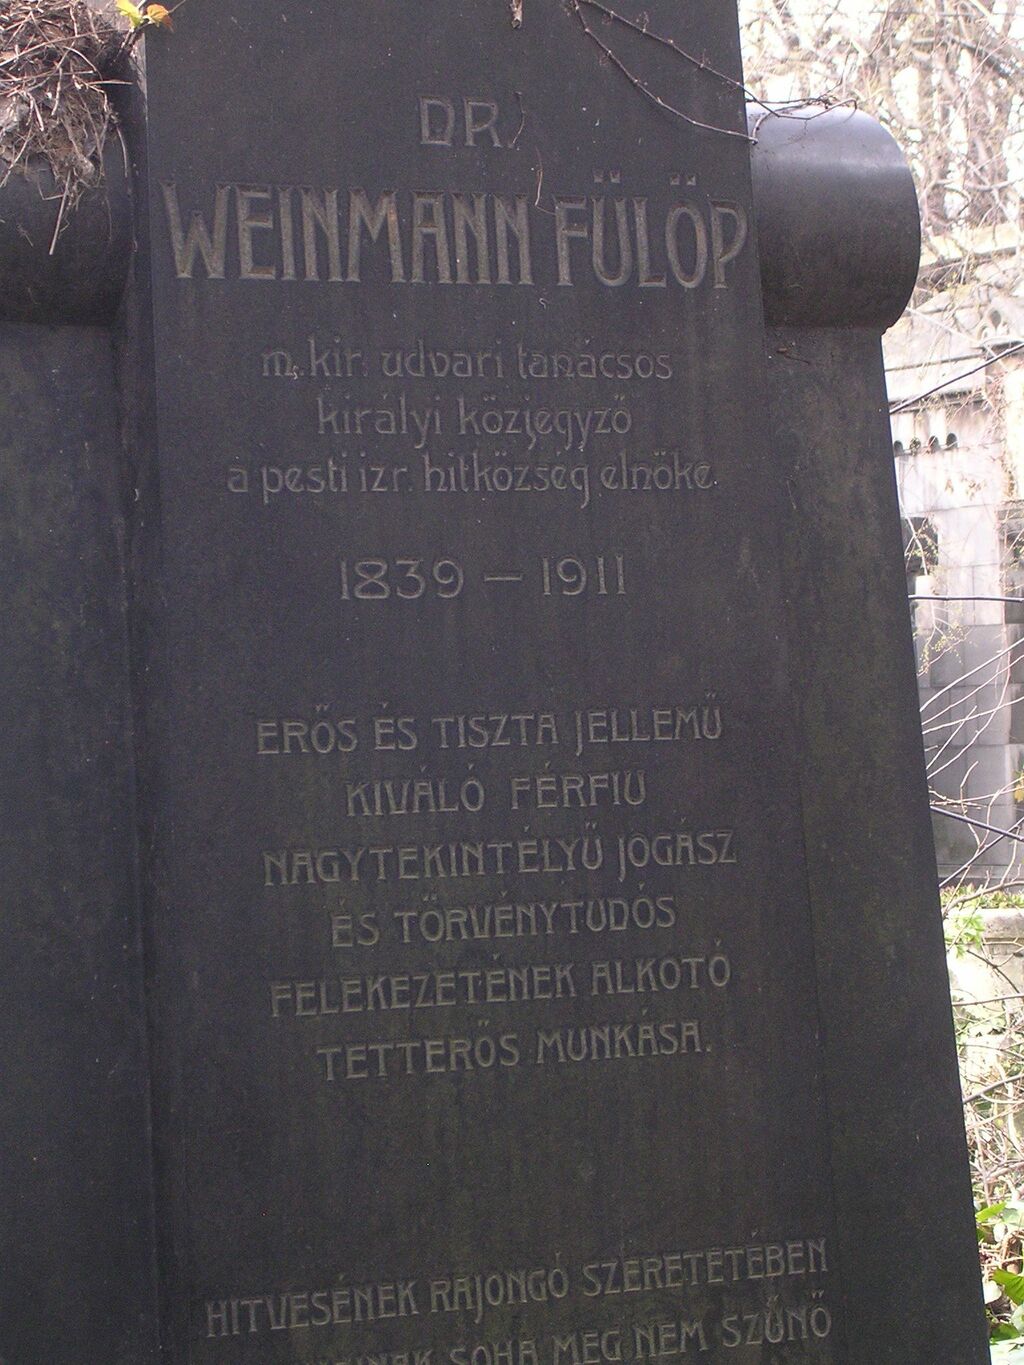 DR.
WEINMANN FÜLÖP
m. kir. udvari tanácsos
királyi közjegyző
a pesti izr. hitközség elnöke.
1839 – 1911
ERŐS ÉS TISZTA JELLEMŰ
KIVÁLÓ FÉRFIU
NAGYTEKINTÉLYŰ JOGÁSZ
ÉS TÖRVÉNYTUDÓS
FELEKEZETÉNEK ALKOTÓ
TETTERŐS MUNKÁSA.
HITVESÉNEK RAJONGÓ SZERETETÉBEN
SOHA MEG NEM SZŰNŐ